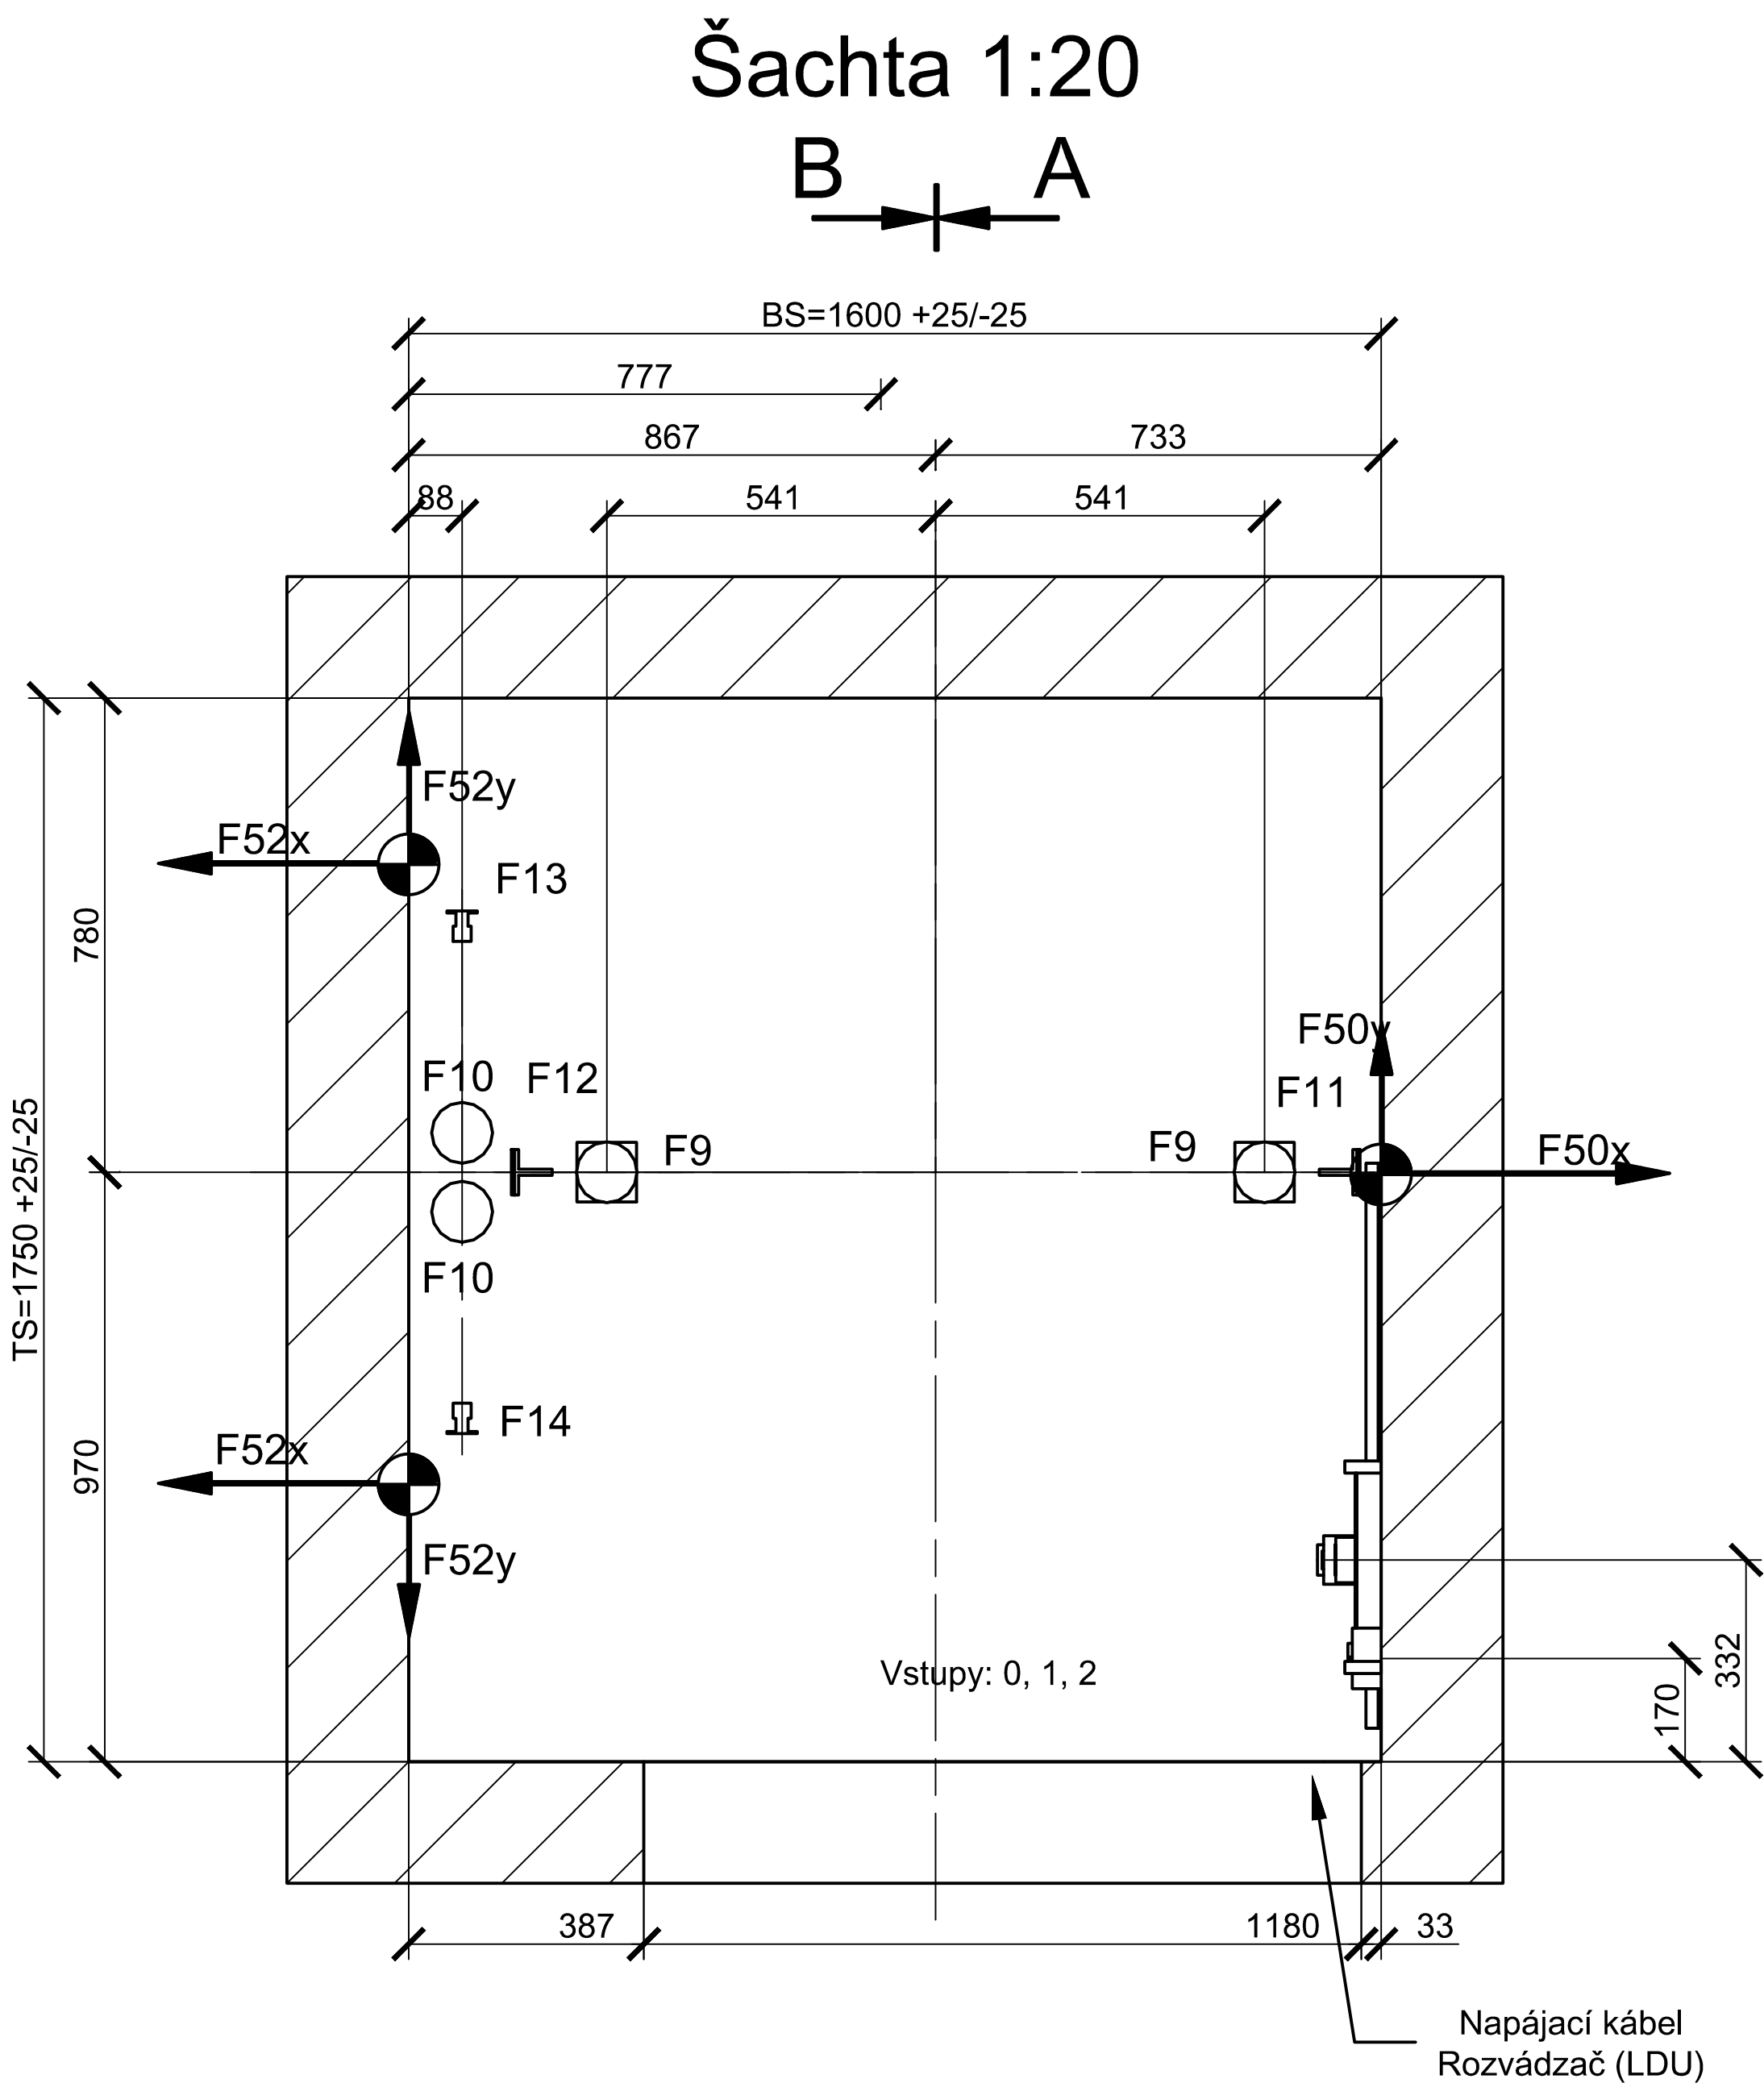 Šachta 1:20
B A
BS=1600 +25/-25
777
867 733
88 541 541
F52y
F52x
F13
780
F50y
F10 F12 F11
F9 F9 F50x
TS=1750 +25/-25
F10
F14
F52x
970
F52y
332
Vstupy: 0, 1, 2
170
387 1180 33
Napájací kábel
Rozvádzač (LDU)